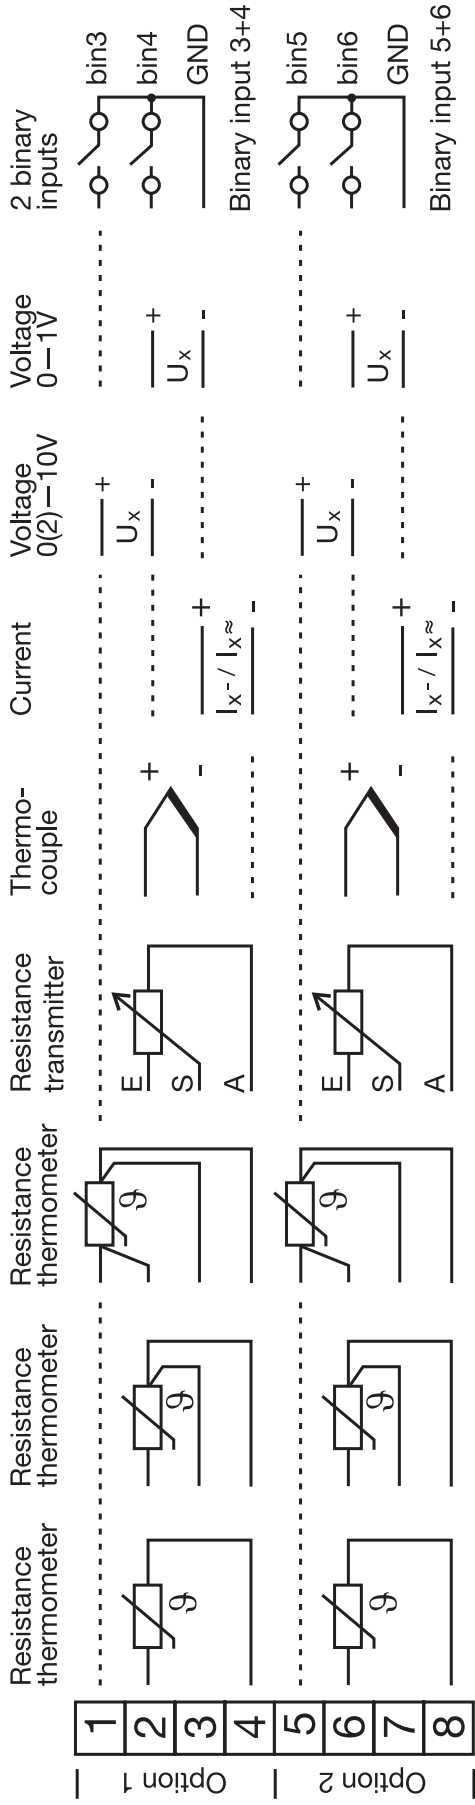 Resistance
thermometer
Resistance
thermometer
Resistance
thermometer
Resistance
transmitter
Thermo-
couple
Current
Voltage
0(2)—10V
Voltage
0—1V
2 binary
inputs
Option 1
1
2
3
4
ϑ
ϑ
ϑ
E
S
A
+
-
+
-
Ix- / Ix≈
+
-
Ux
+
-
Ux
bin3
bin4
GND
Binary input 3+4
Option 2
5
6
7
8
ϑ
ϑ
ϑ
E
S
A
+
-
+
-
Ix- / Ix≈
+
-
Ux
+
-
Ux
bin5
bin6
GND
Binary input 5+6